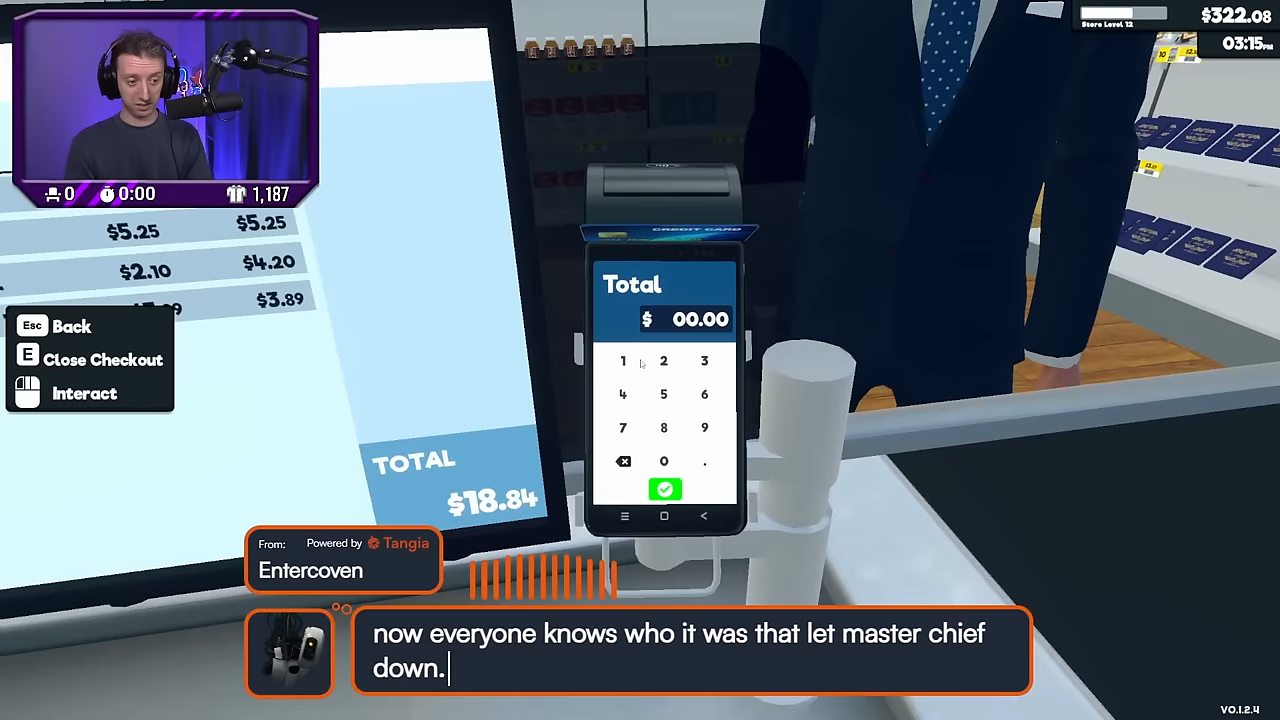 $322.08
Store Level 12
03:15PM
0 0:00 1,187
$5.25 $5.25
$2.10 $4.20
$3.89
Esc Back
E Close Checkout
Interact
CREDIT CARD
Total
$ 00.00
1 2 3
4 5 6
7 8 9
0 .
TOTAL
$18.84
From: Powered by Tangia
Entercoven
now everyone knows who it was that let master chief
down.
V0.1.2.4